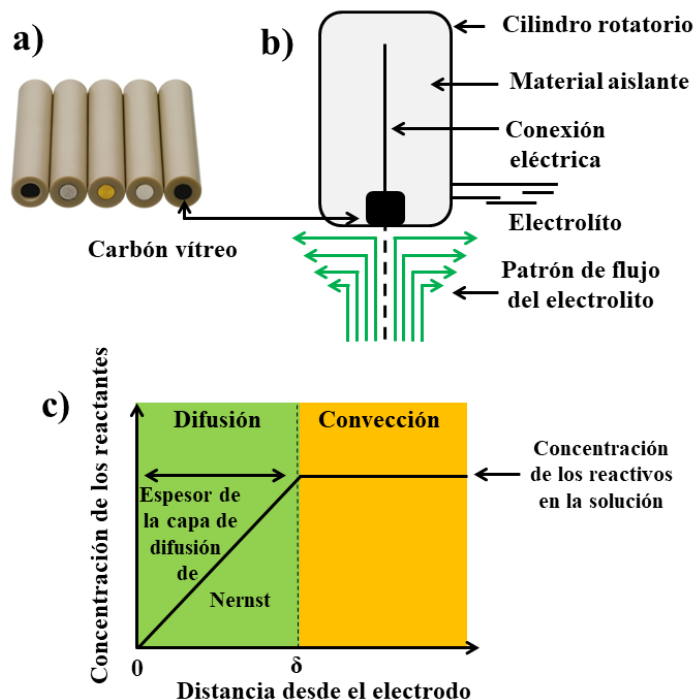 a)
Carbón vítreo
b)
Cilindro rotatorio
Material aislante
Conexión
eléctrica
Electrolíto
Patrón de flujo
del electrolito
c)
Concentración de los reactantes
Difusión
Convección
Espesor de
la capa de
difusión
de
Nernst
Concentración
de los reactivos
en la solución
0
δ
Distancia desde el electrodo